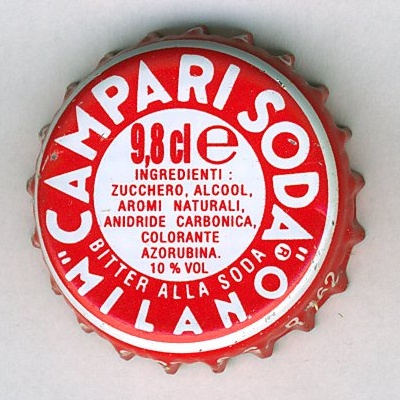 "CAMPARI SODA"®
9,8 cl e
INGREDIENTI :
ZUCCHERO, ALCOOL,
AROMI NATURALI,
ANIDRIDE CARBONICA,
COLORANTE
AZORUBINA.
10 % VOL
BITTER ALLA SODA
MILANO